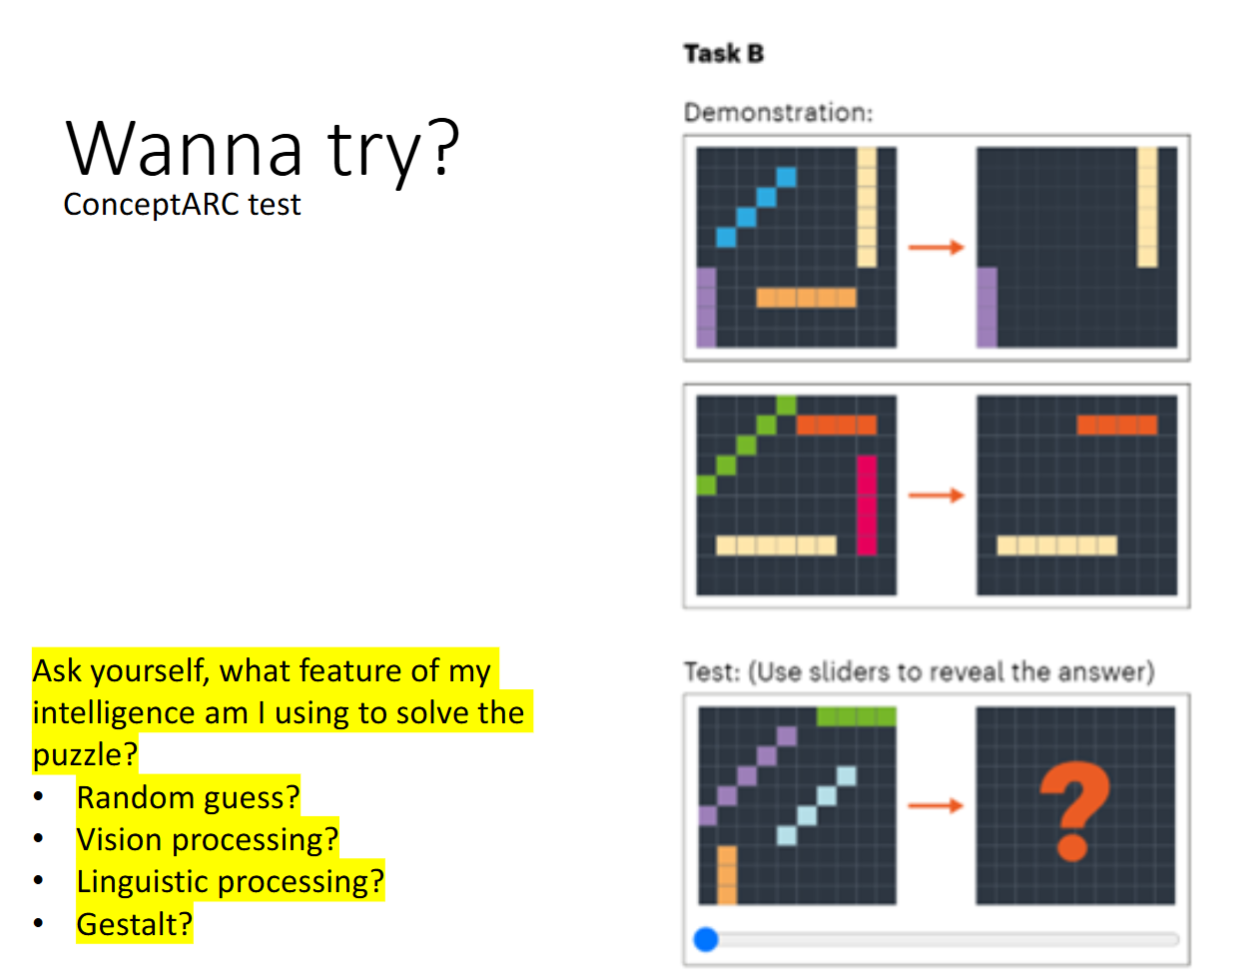 Wanna try?
ConceptARC test
Ask yourself, what feature of my
intelligence am I using to solve the
puzzle?
• Random guess?
• Vision processing?
• Linguistic processing?
• Gestalt?
Task B
Demonstration:
Test: (Use sliders to reveal the answer)
?